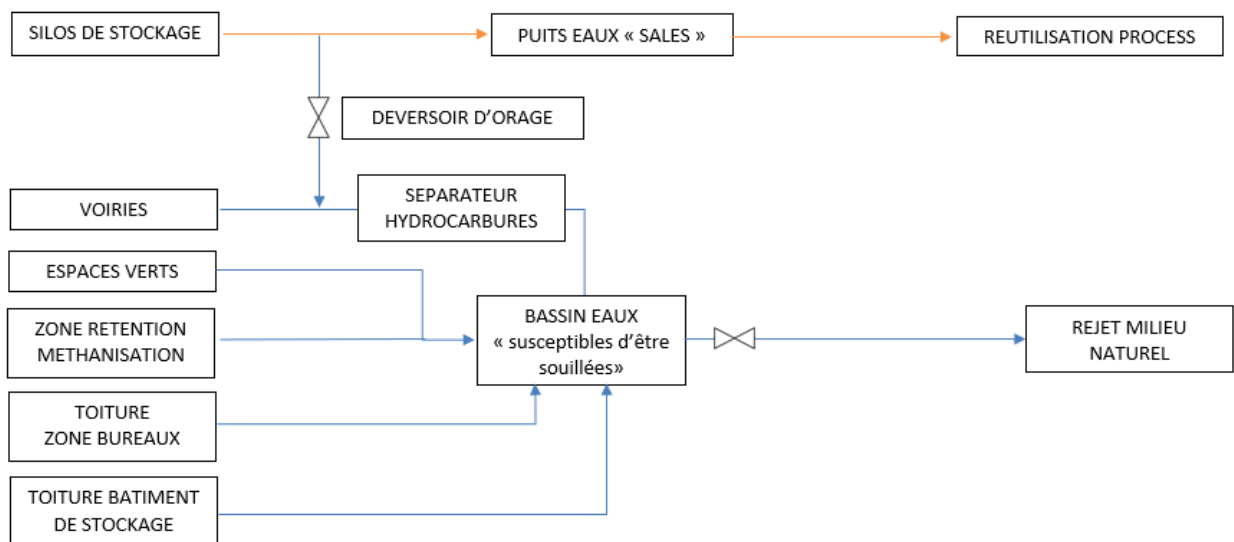 SILOS DE STOCKAGE
PUITS EAUX « SALES »
REUTILISATION PROCESS
DEVERSOIR D’ORAGE
VOIRIES
SEPARATEUR
HYDROCARBURES
ESPACES VERTS
ZONE RETENTION
METHANISATION
BASSIN EAUX
« susceptibles d’être
souillées»
REJET MILIEU
NATUREL
TOITURE
ZONE BUREAUX
TOITURE BATIMENT
DE STOCKAGE